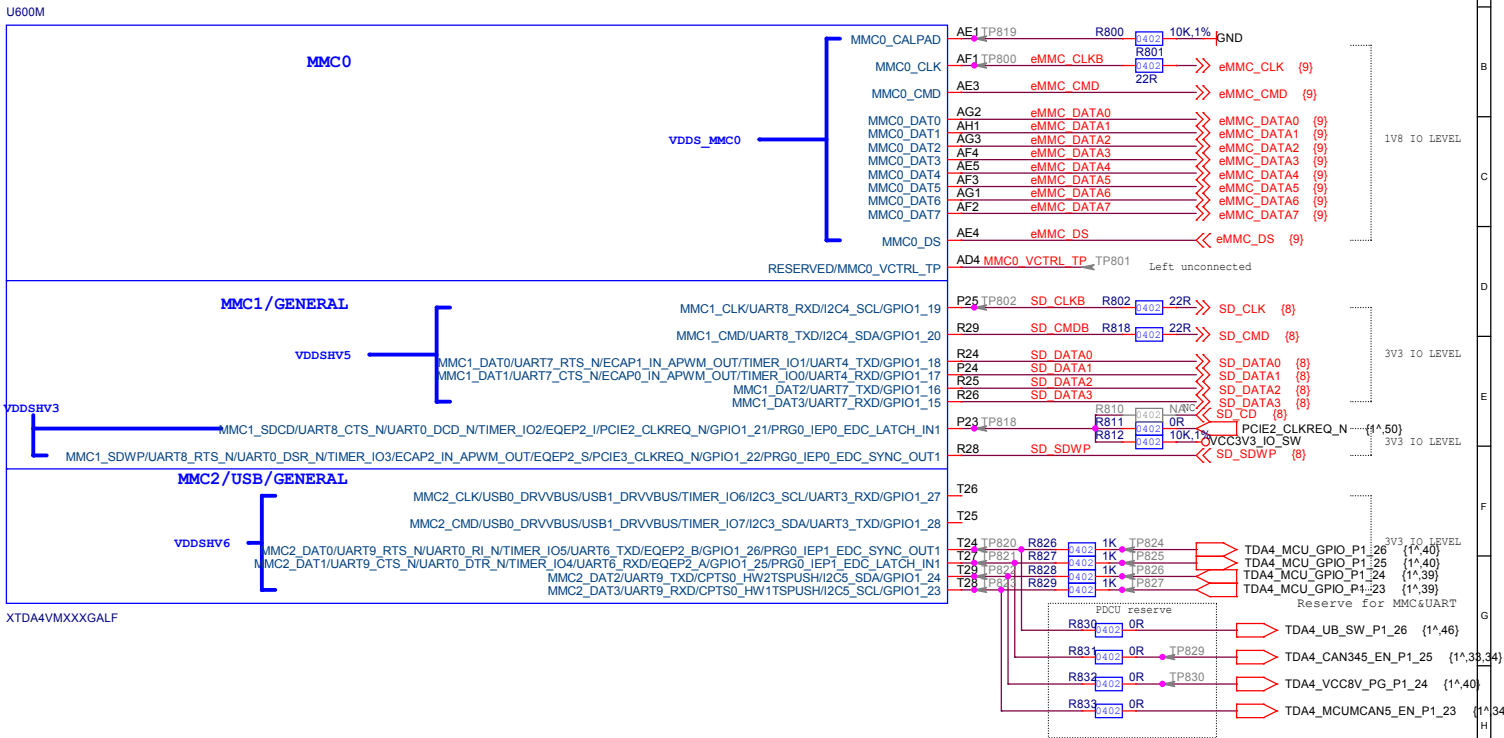 U600M
MMC0
MMC0_CALPAD AE1 TP819 R800 0402 10K,1% GND
MMC0_CLK AF1 TP800 eMMC_CLKB R801 0402 22R eMMC_CLK {9}
MMC0_CMD AE3 eMMC_CMD eMMC_CMD {9}
VDDS_MMC0
MMC0_DAT0 AG2 eMMC_DATA0 eMMC_DATA0 {9}
MMC0_DAT1 AH1 eMMC_DATA1 eMMC_DATA1 {9}
MMC0_DAT2 AG3 eMMC_DATA2 eMMC_DATA2 {9}
MMC0_DAT3 AF4 eMMC_DATA3 eMMC_DATA3 {9}
MMC0_DAT4 AE5 eMMC_DATA4 eMMC_DATA4 {9}
MMC0_DAT5 AF3 eMMC_DATA5 eMMC_DATA5 {9}
MMC0_DAT6 AG1 eMMC_DATA6 eMMC_DATA6 {9}
MMC0_DAT7 AF2 eMMC_DATA7 eMMC_DATA7 {9}
1V8 IO LEVEL
MMC0_DS AE4 eMMC_DS eMMC_DS {9}
RESERVED/MMC0_VCTRL_TP AD4 MMC0_VCTRL_TP TP801 Left unconnected
MMC1/GENERAL
MMC1_CLK/UART8_RXD/I2C4_SCL/GPIO1_19 P25 TP802 SD_CLKB R802 0402 22R SD_CLK {8}
MMC1_CMD/UART8_TXD/I2C4_SDA/GPIO1_20 R29 SD_CMDB R818 0402 22R SD_CMD {8}
VDDSHV5
3V3 IO LEVEL
MMC1_DAT0/UART7_RTS_N/ECAP1_IN_APWM_OUT/TIMER_IO1/UART4_TXD/GPIO1_18 R24 SD_DATA0 SD_DATA0 {8}
MMC1_DAT1/UART7_CTS_N/ECAP0_IN_APWM_OUT/TIMER_IO0/UART4_RXD/GPIO1_17 P24 SD_DATA1 SD_DATA1 {8}
MMC1_DAT2/UART7_TXD/GPIO1_16 R25 SD_DATA2 SD_DATA2 {8}
MMC1_DAT3/UART7_RXD/GPIO1_15 R26 SD_DATA3 SD_DATA3 {8}
VDDSHV3
R810 0402 NA NC SD_CD {8}
MMC1_SDCD/UART8_CTS_N/UART0_DCD_N/TIMER_IO2/EQEP2_I/PCIE2_CLKREQ_N/GPIO1_21/PRG0_IEP0_EDC_LATCH_IN1 P23 TP818 R811 0402 0R PCIE2_CLKREQ_N {1^,50}
R812 0402 10K,1% VCC3V3_IO_SW
3V3 IO LEVEL
MMC1_SDWP/UART8_RTS_N/UART0_DSR_N/TIMER_IO3/ECAP2_IN_APWM_OUT/EQEP2_S/PCIE3_CLKREQ_N/GPIO1_22/PRG0_IEP0_EDC_SYNC_OUT1 R28 SD_SDWP SD_SDWP {8}
MMC2/USB/GENERAL
MMC2_CLK/USB0_DRVVBUS/USB1_DRVVBUS/TIMER_IO6/I2C3_SCL/UART3_RXD/GPIO1_27 T26
MMC2_CMD/USB0_DRVVBUS/USB1_DRVVBUS/TIMER_IO7/I2C3_SDA/UART3_TXD/GPIO1_28 T25
VDDSHV6
3V3 IO LEVEL
MMC2_DAT0/UART9_RTS_N/UART0_RI_N/TIMER_IO5/UART6_TXD/EQEP2_B/GPIO1_26/PRG0_IEP1_EDC_SYNC_OUT1 T24 TP820 R826 0402 1K TP824 TDA4_MCU_GPIO_P1_26 {1^,40}
MMC2_DAT1/UART9_CTS_N/UART0_DTR_N/TIMER_IO4/UART6_RXD/EQEP2_A/GPIO1_25/PRG0_IEP1_EDC_LATCH_IN1 T27 TP821 R827 0402 1K TP825 TDA4_MCU_GPIO_P1_25 {1^,40}
MMC2_DAT2/UART9_TXD/CPTS0_HW2TSPUSH/I2C5_SDA/GPIO1_24 T29 TP822 R828 0402 1K TP826 TDA4_MCU_GPIO_P1_24 {1^,39}
MMC2_DAT3/UART9_RXD/CPTS0_HW1TSPUSH/I2C5_SCL/GPIO1_23 T28 TP823 R829 0402 1K TP827 TDA4_MCU_GPIO_P1_23 {1^,39}
Reserve for MMC&UART
XTDA4VMXXXGALF
PDCU reserve
R830 0402 0R TDA4_UB_SW_P1_26 {1^,46}
R831 0402 0R TP829 TDA4_CAN345_EN_P1_25 {1^,33,34}
R832 0402 0R TP830 TDA4_VCC8V_PG_P1_24 {1^,40}
R833 0402 0R TDA4_MCUMCAN5_EN_P1_23 {1^,34
B
C
D
E
F
G
H